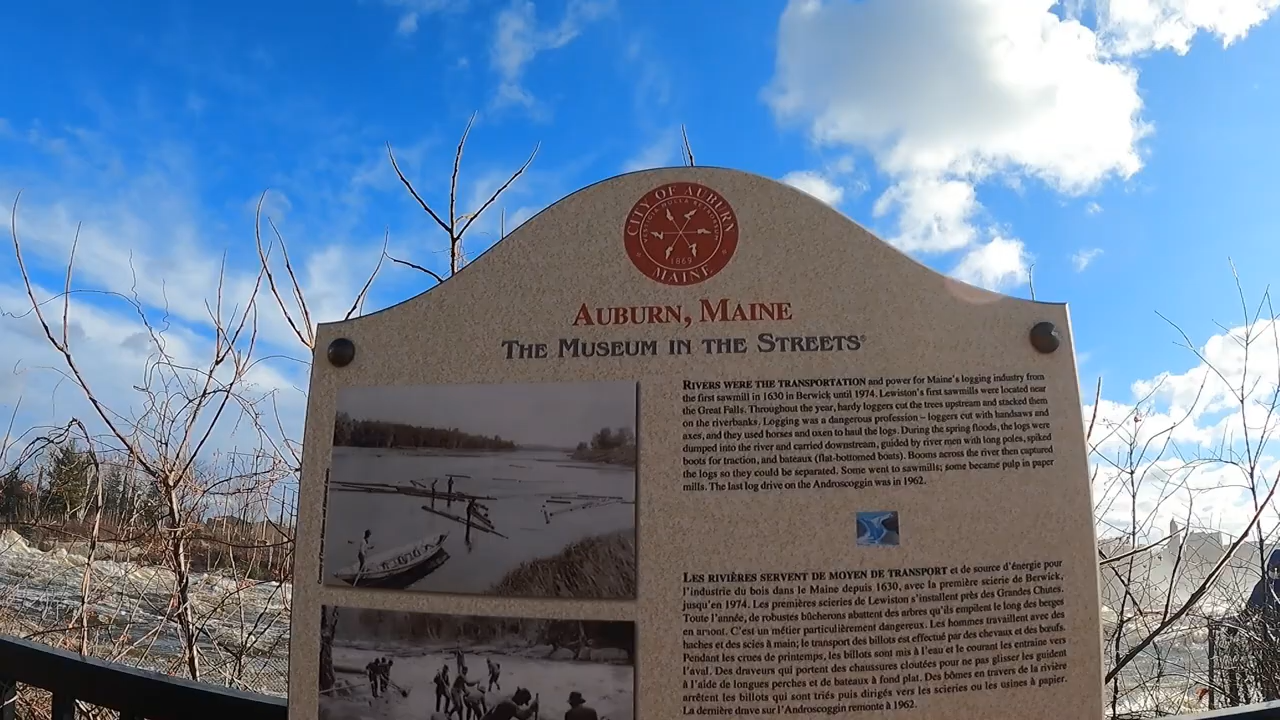 CITY OF AUBURN
VESTIGIA NULLA RETRORSUM
1869
MAINE
AUBURN, MAINE
THE MUSEUM IN THE STREETS®
RIVERS WERE THE TRANSPORTATION and power for Maine's logging industry from
the first sawmill in 1630 in Berwick until 1974. Lewiston's first sawmills were located near
the Great Falls. Throughout the year, hardy loggers cut the trees upstream and stacked them
on the riverbanks. Logging was a dangerous profession – loggers cut with handsaws and
axes, and they used horses and oxen to haul the logs. During the spring floods, the logs were
dumped into the river and carried downstream, guided by river men with long poles, spiked
boots for traction, and bateaux (flat-bottomed boats). Booms across the river then captured
the logs so they could be separated. Some went to sawmills; some became pulp in paper
mills. The last log drive on the Androscoggin was in 1962.
LES RIVIÈRES SERVENT DE MOYEN DE TRANSPORT et de source d'énergie pour
l'industrie du bois dans le Maine depuis 1630, avec la première scierie de Berwick,
jusqu'en 1974. Les premières scieries de Lewiston s'installent près des Grandes Chutes.
Toute l'année, de robustes bûcherons abattent des arbres qu'ils empilent le long des berges
en amont. C'est un métier particulièrement dangereux. Les hommes travaillent avec des
haches et des scies à main; le transport des billots est effectué par des chevaux et des bœufs.
Pendant les crues de printemps, les billots sont mis à l'eau et le courant les entraîne vers
l'aval. Des draveurs qui portent des chaussures cloutées pour ne pas glisser les guident
à l'aide de longues perches et de bateaux à fond plat. Des bômes en travers de la rivière
arrêtent les billots qui sont triés puis dirigés vers les scieries ou les usines à papier.
La dernière drave sur l'Androscoggin remonte à 1962.